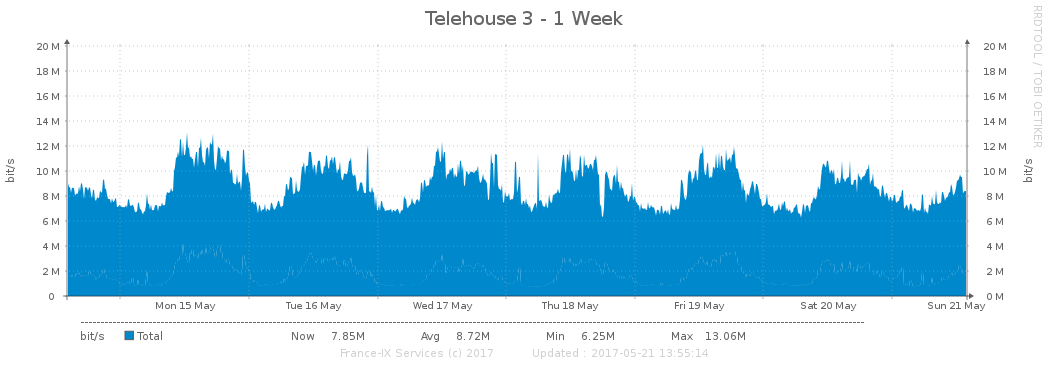 Telehouse 3 - 1 Week
RRDTOOL / TOBI OETIKER
bit/s
20 M
18 M
16 M
14 M
12 M
10 M
8 M
6 M
4 M
2 M
0
20 M
18 M
16 M
14 M
12 M
10 M
8 M
6 M
4 M
2 M
0 M
bit/s
Mon 15 May Tue 16 May Wed 17 May Thu 18 May Fri 19 May Sat 20 May Sun 21 May
bit/s Total Now 7.85M Avg 8.72M Min 6.25M Max 13.06M
France-IX Services (c) 2017 Updated : 2017-05-21 13:55:14